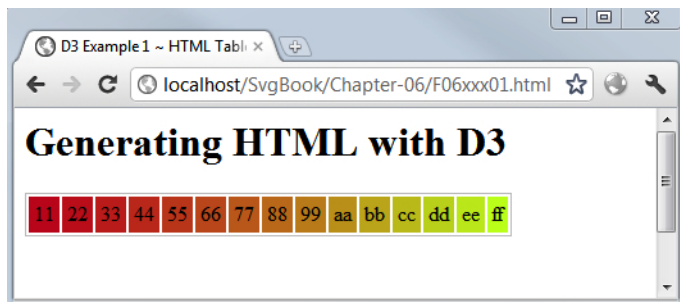 D3 Example 1 ~ HTML Tabl
localhost/SvgBook/Chapter-06/F06xxx01.html
Generating HTML with D3
11 22 33 44 55 66 77 88 99 aa bb cc dd ee ff